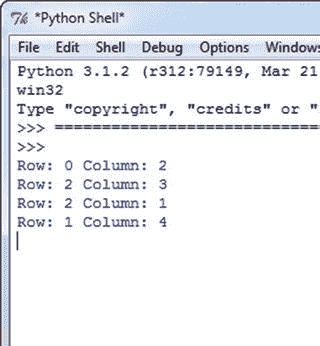 *Python Shell*
File Edit Shell Debug Options Windows
Python 3.1.2 (r312:79149, Mar 21
win32
Type "copyright", "credits" or "
>>> ============================
>>>
Row: 0 Column: 2
Row: 2 Column: 3
Row: 2 Column: 1
Row: 1 Column: 4